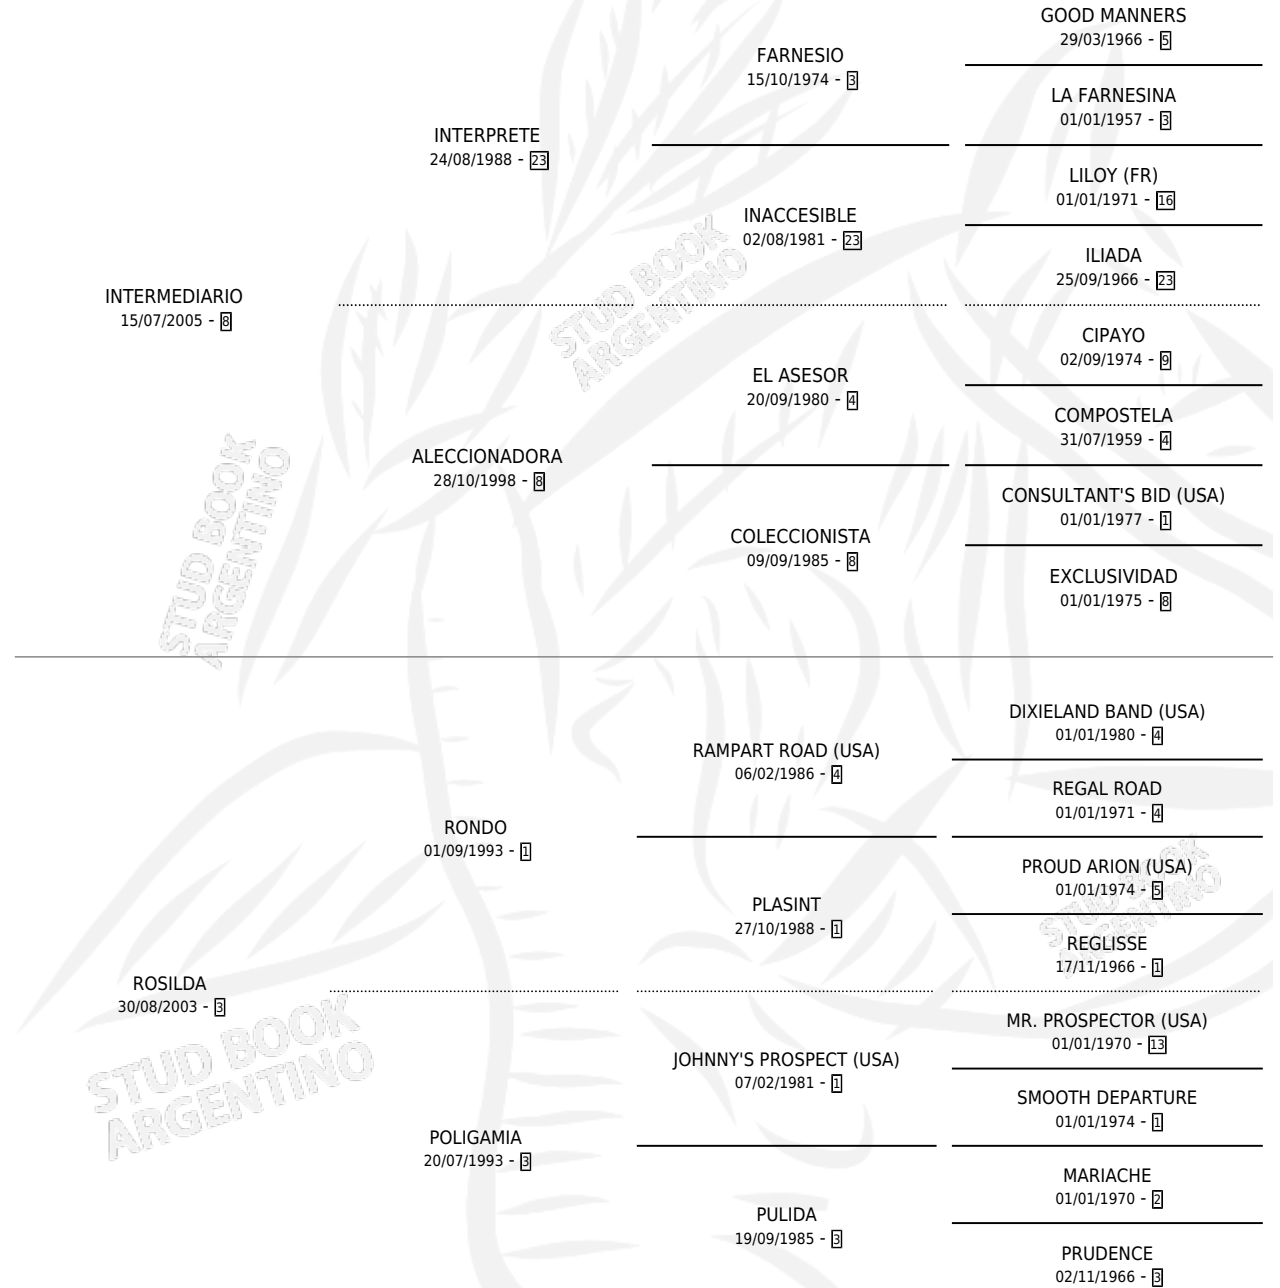 GOOD MANNERS
29/03/1966 - 5
FARNESIO
15/10/1974 - 3
LA FARNESINA
01/01/1957 - 3
INTERPRETE
24/08/1988 - 23
LILOY (FR)
01/01/1971 - 16
INACCESIBLE
02/08/1981 - 23
ILIADA
25/09/1966 - 23
INTERMEDIARIO
15/07/2005 - 8
STUD BOOK
ARGENTINO
CIPAYO
02/09/1974 - 9
EL ASESOR
20/09/1980 - 4
COMPOSTELA
31/07/1959 - 4
ALECCIONADORA
28/10/1998 - 8
CONSULTANT'S BID (USA)
01/01/1977 - 1
COLECCIONISTA
09/09/1985 - 8
EXCLUSIVIDAD
01/01/1975 - 8
STUD BOOK
ARGENTINO
DIXIELAND BAND (USA)
01/01/1980 - 4
RAMPART ROAD (USA)
06/02/1986 - 4
REGAL ROAD
01/01/1971 - 4
RONDO
01/09/1993 - 1
PROUD ARION (USA)
01/01/1974 - 5
PLASINT
27/10/1988 - 1
STUD BOOK
ARGENTINO
REGLISSE
17/11/1966 - 1
ROSILDA
30/08/2003 - 3
MR. PROSPECTOR (USA)
01/01/1970 - 13
JOHNNY'S PROSPECT (USA)
07/02/1981 - 1
STUD BOOK
ARGENTINO
SMOOTH DEPARTURE
01/01/1974 - 1
POLIGAMIA
20/07/1993 - 3
MARIACHE
01/01/1970 - 2
PULIDA
19/09/1985 - 3
PRUDENCE
02/11/1966 - 3